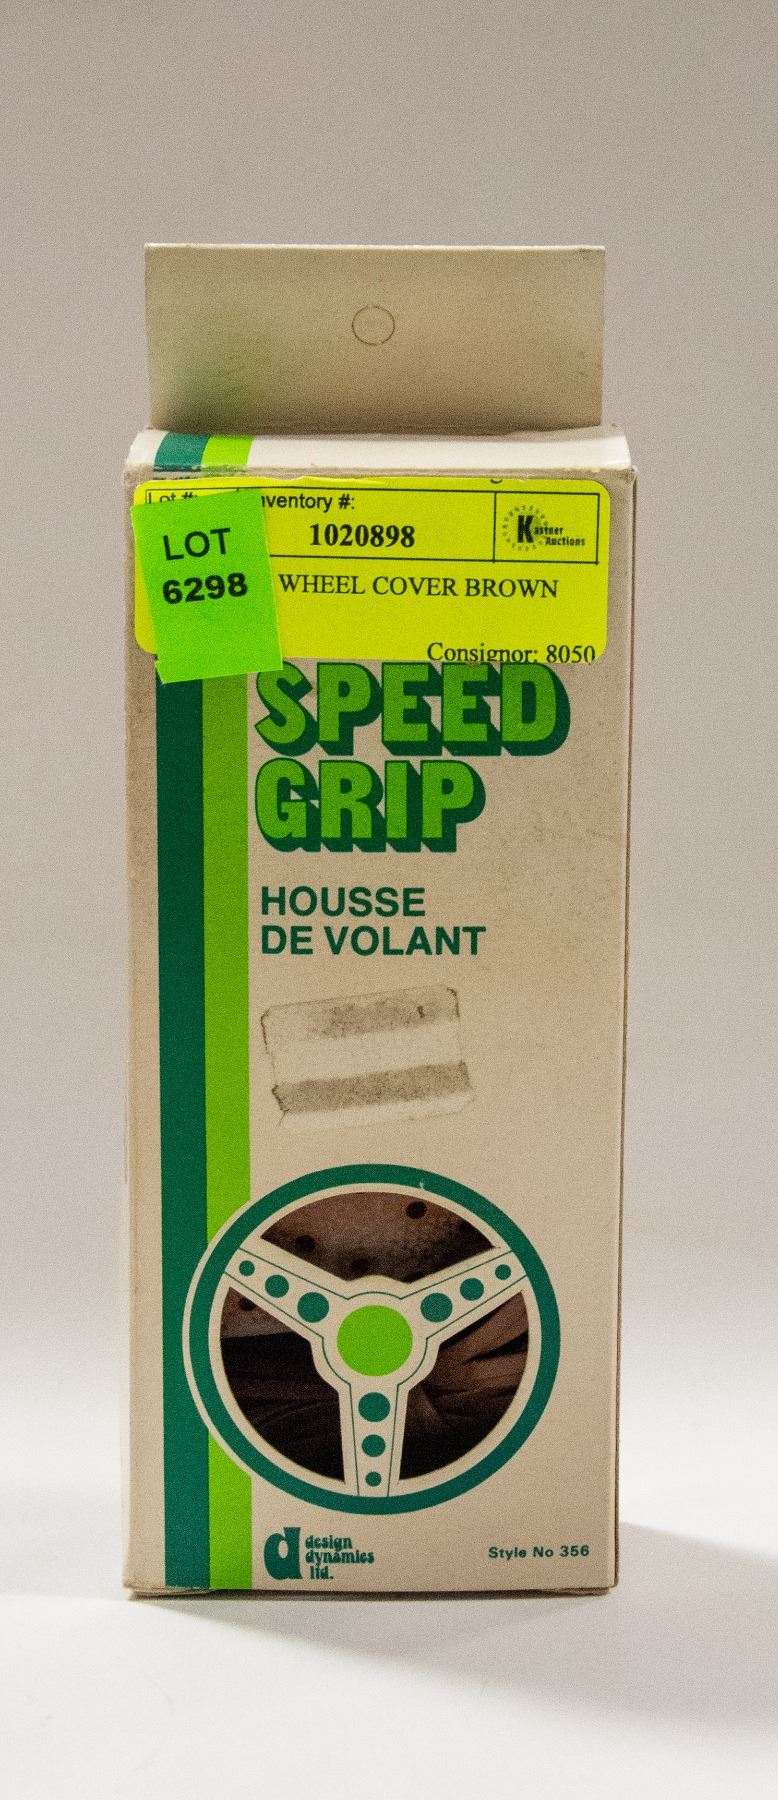 Lot #:
nventory #:
1020898
Kastner
Auctions
LOT
6298
WHEEL COVER BROWN
Consignor: 8050
SPEED
GRIP
HOUSSE
DE VOLANT
d design
dynamics
ltd.
Style No 356